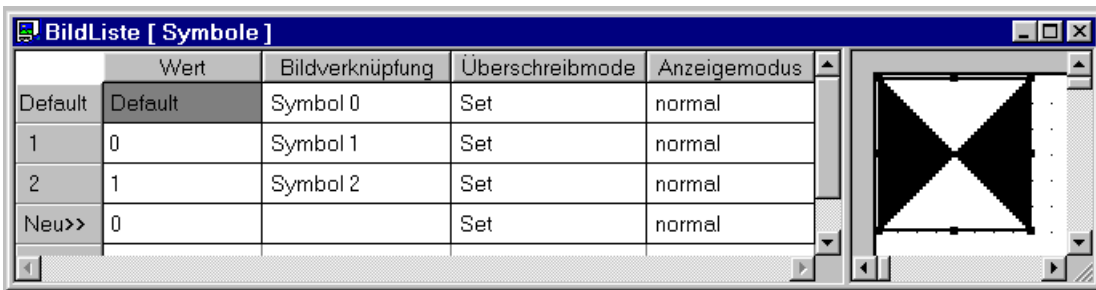 BildListe [ Symbole ]
Wert Bildverknüpfung Überschreibmode Anzeigemodus
Default Default Symbol 0 Set normal
1 0 Symbol 1 Set normal
2 1 Symbol 2 Set normal
Neu>> 0 Set normal